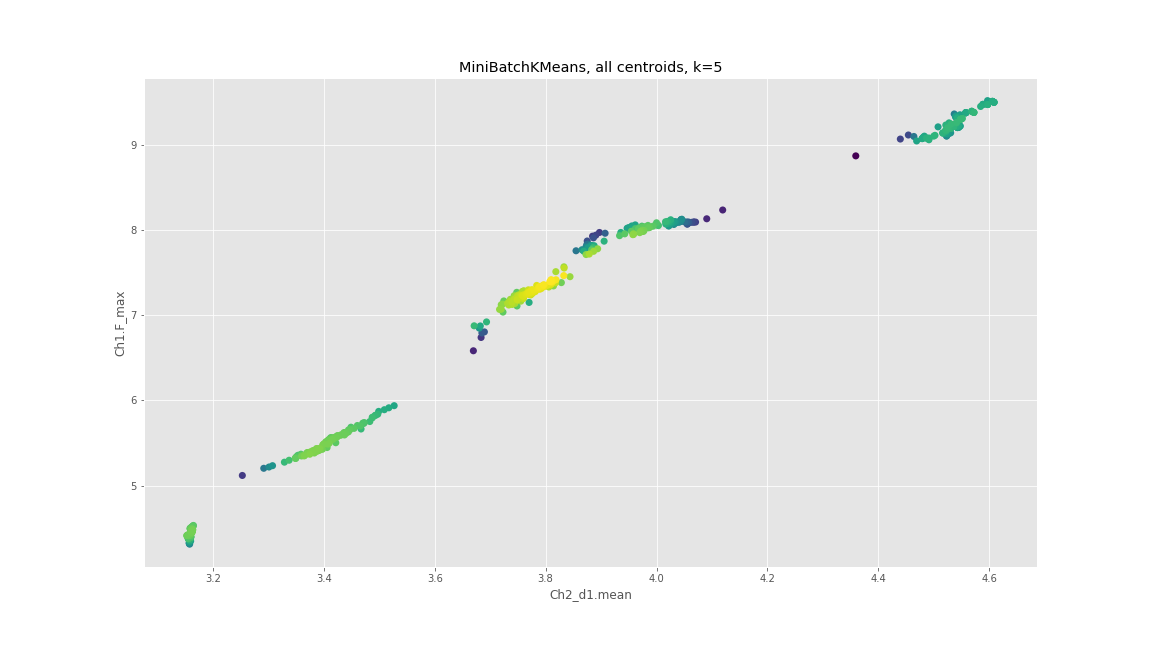 MiniBatchKMeans, all centroids, k=5
Ch1.F_max
9
8
7
6
5
3.2 3.4 3.6 3.8 4.0 4.2 4.4 4.6
Ch2_d1.mean